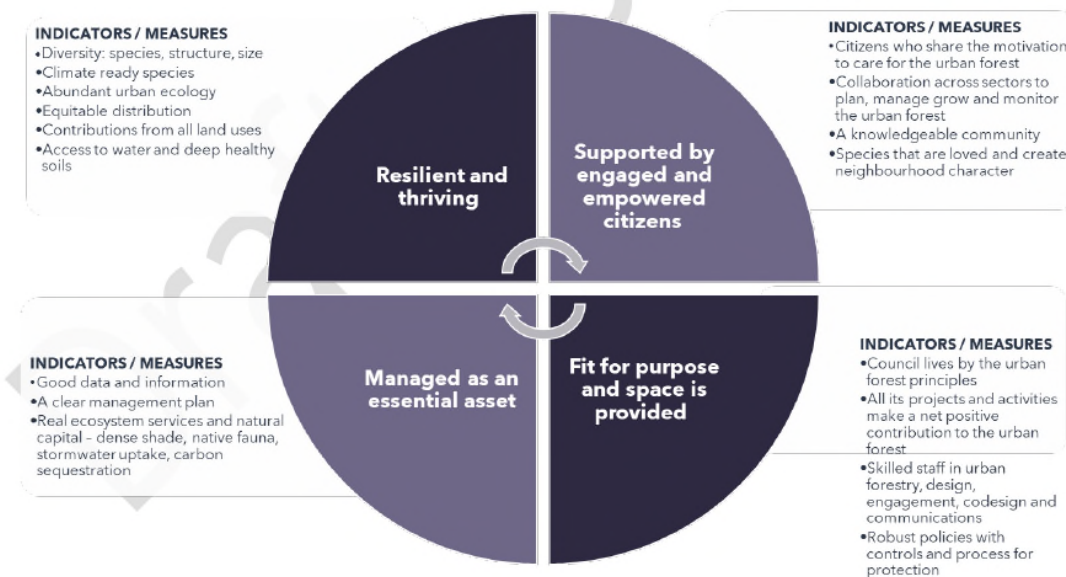 INDICATORS / MEASURES
•Diversity: species, structure, size
•Climate ready species
•Abundant urban ecology
•Equitable distribution
•Contributions from all land uses
•Access to water and deep healthy
soils
Resilient and
thriving
Supported by
engaged and
empowered
citizens
INDICATORS / MEASURES
•Citizens who share the motivation
to care for the urban forest
•Collaboration across sectors to
plan, manage grow and monitor
the urban forest
•A knowledgeable community
•Species that are loved and create
neighbourhood character
INDICATORS / MEASURES
•Good data and information
•A clear management plan
•Real ecosystem services and natural
capital – dense shade, native fauna,
stormwater uptake, carbon
sequestration
Managed as an
essential asset
Fit for purpose
and space is
provided
INDICATORS / MEASURES
•Council lives by the urban
forest principles
•All its projects and activities
make a net positive
contribution to the urban
forest
•Skilled staff in urban
forestry, design,
engagement, codesign and
communications
•Robust policies with
controls and process for
protection